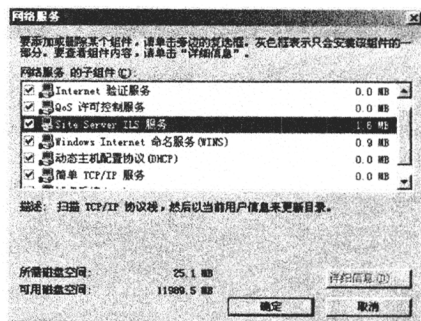 网络服务
要添加或删除某个组件，请单击旁边的复选框。灰色框表示只会安装该组件的一
部分。要查看组件内容，请单击“详细信息”。
网络服务 的子组件(C):
Internet 验证服务 0.0 MB
QoS 许可控制服务 0.0 MB
Site Server ILS 服务 1.5 MB
Windows Internet 命名服务(WINS) 0.9 MB
动态主机配置协议(DHCP) 0.0 MB
简单 TCP/IP 服务 0.0 MB
描述: 扫描 TCP/IP 协议栈，然后以当前用户信息来更新目录。
所需磁盘空间: 25.1 MB
可用磁盘空间: 11989.5 MB
详细信息(D)...
确定
取消